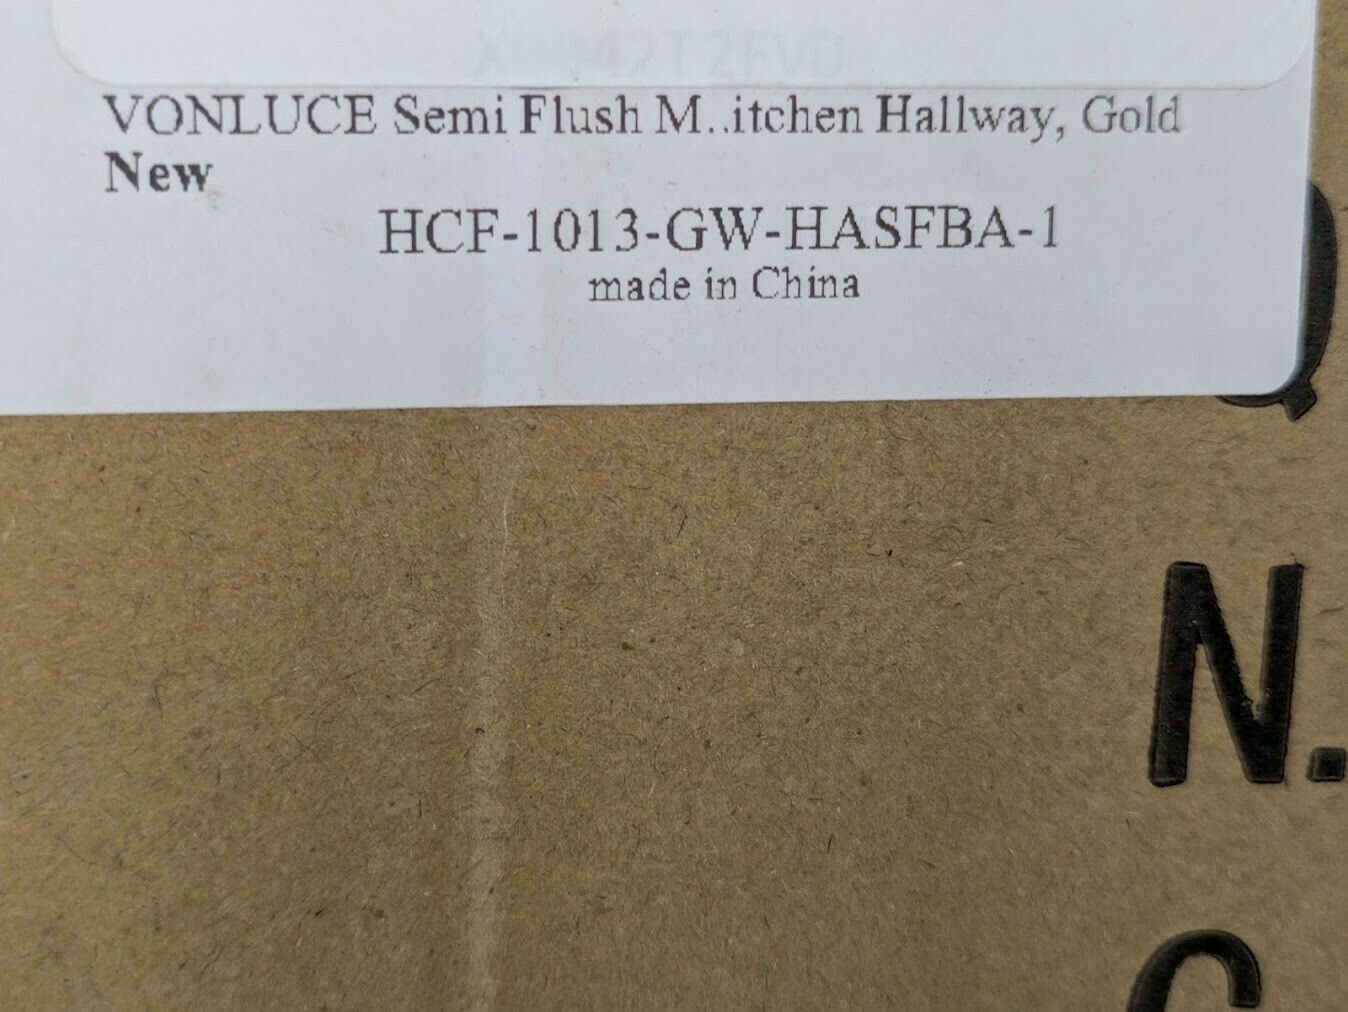 VONLUCE Semi Flush M..itchen Hallway, Gold
New
HCF-1013-GW-HASFBA-1
made in China
N.